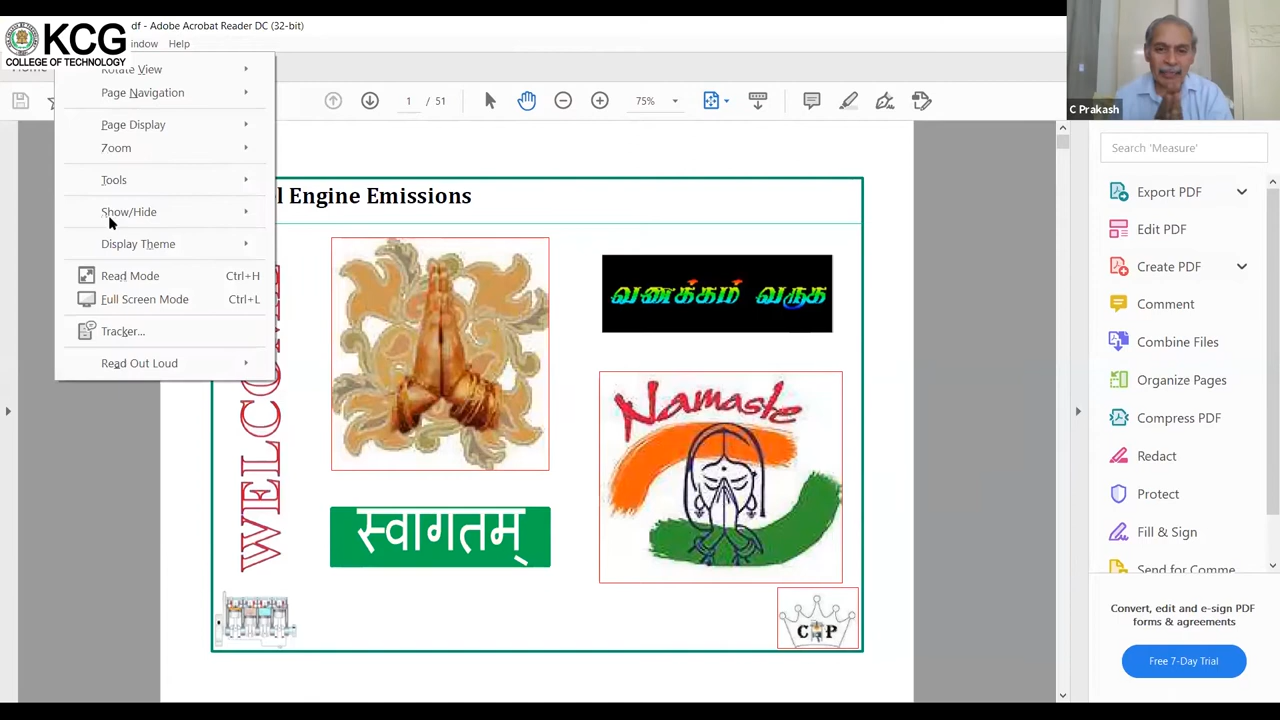 df - Adobe Acrobat Reader DC (32-bit)
KCG
COLLEGE OF TECHNOLOGY
indow Help
Rotate View
Page Navigation
Page Display
Zoom
Tools
Show/Hide
Display Theme
Read Mode Ctrl+H
Full Screen Mode Ctrl+L
Tracker...
Read Out Loud
1 / 51
75%
C Prakash
l Engine Emissions
WELCOME
வணக்கம் வருக
Namaste
स्वागतम्
C P
Search 'Measure'
Export PDF
Edit PDF
Create PDF
Comment
Combine Files
Organize Pages
Compress PDF
Redact
Protect
Fill & Sign
Send for Comme
Convert, edit and e-sign PDF
forms & agreements
Free 7-Day Trial